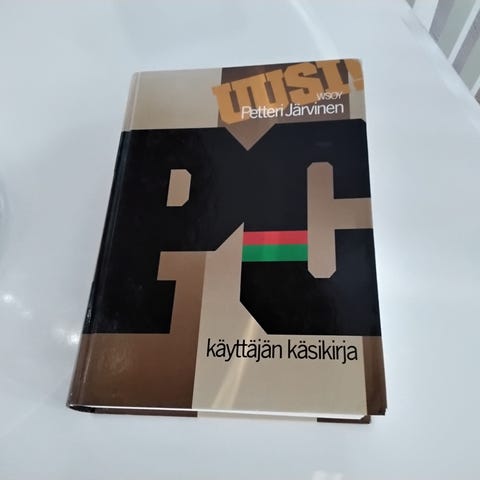 UUSI!
WSOY
Petteri Järvinen
PC
käyttäjän käsikirja